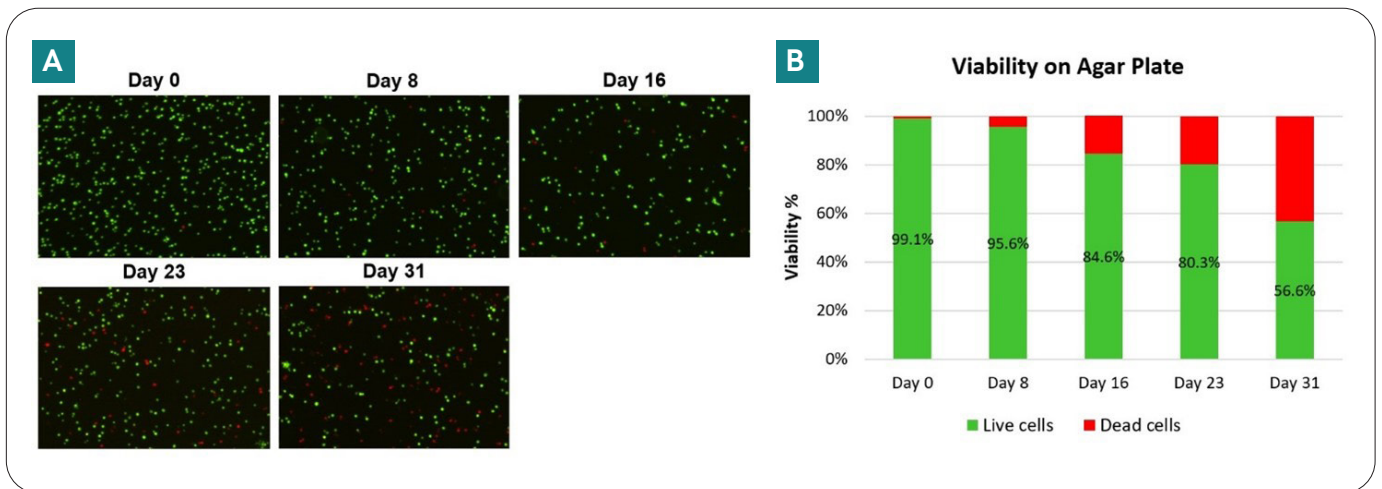 A
Day 0
Day 8
Day 16
Day 23
Day 31
B
Viability on Agar Plate
Viability %
100%
80%
60%
40%
20%
0%
99.1%
95.6%
84.6%
80.3%
56.6%
Day 0
Day 8
Day 16
Day 23
Day 31
Live cells
Dead cells